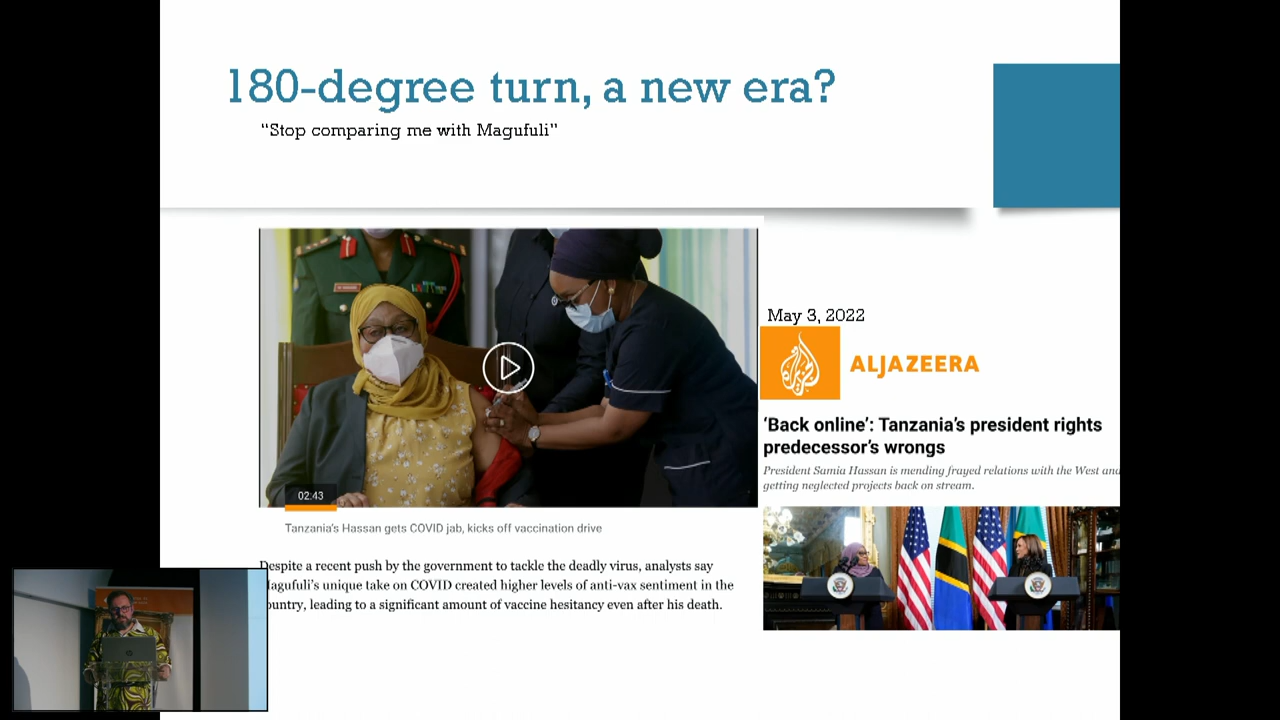 180-degree turn, a new era?
“Stop comparing me with Magufuli”
May 3, 2022
ALJAZEERA
‘Back online’: Tanzania’s president rights
predecessor’s wrongs
President Samia Hassan is mending frayed relations with the West and
getting neglected projects back on stream.
02:43
Tanzania’s Hassan gets COVID jab, kicks off vaccination drive
Despite a recent push by the government to tackle the deadly virus, analysts say
Magufuli’s unique take on COVID created higher levels of anti-vax sentiment in the
country, leading to a significant amount of vaccine hesitancy even after his death.